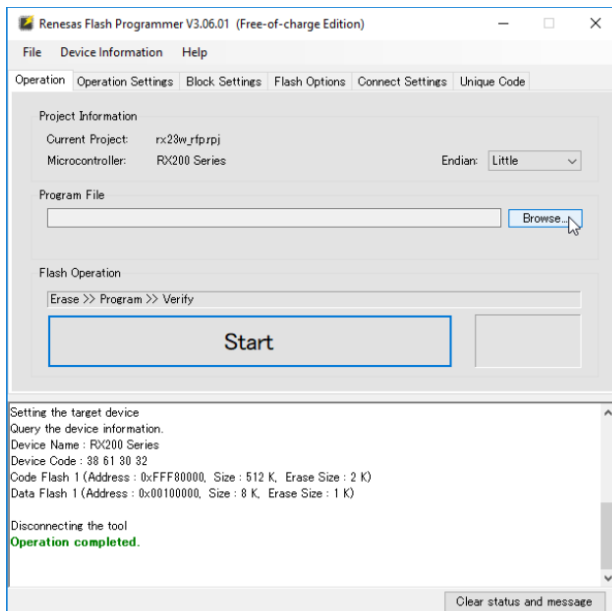 Renesas Flash Programmer V3.06.01 (Free-of-charge Edition)
File Device Information Help
Operation Operation Settings Block Settings Flash Options Connect Settings Unique Code
Project Information
Current Project: rx23w_rfp.rpj
Microcontroller: RX200 Series Endian: Little
Program File
Browse...
Flash Operation
Erase >> Program >> Verify
Start
Setting the target device
Query the device information.
Device Name : RX200 Series
Device Code : 38 61 30 32
Code Flash 1 (Address : 0xFFF80000, Size : 512 K, Erase Size : 2 K)
Data Flash 1 (Address : 0x00100000, Size : 8 K, Erase Size : 1 K)
Disconnecting the tool
Operation completed.
Clear status and message